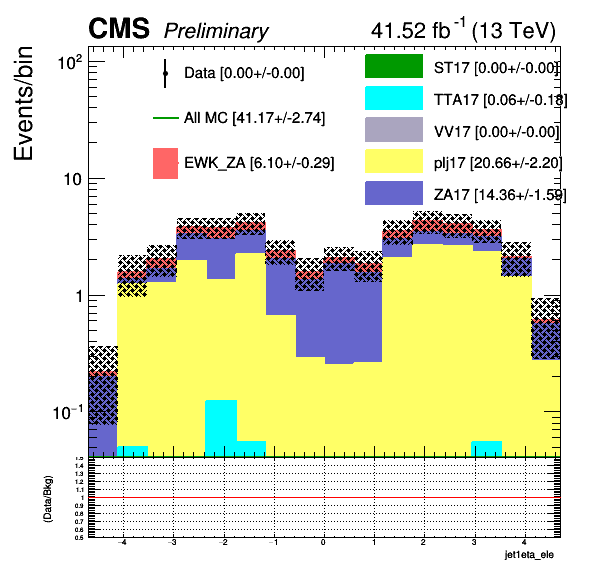 CMS Preliminary 41.52 fb⁻¹ (13 TeV)
Events/bin
10²
10
1
10⁻¹
Data [0.00+/-0.00]
All MC [41.17+/-2.74]
EWK_ZA [6.10+/-0.29]
ST17 [0.00+/-0.00]
TTA17 [0.06+/-0.13]
VV17 [0.00+/-0.00]
plj17 [20.66+/-2.20]
ZA17 [14.36+/-1.59]
(Data/Bkg)
1.5
1.4
1.3
1.2
1.1
1
0.9
0.8
0.7
0.6
0.5
−4 −3 −2 −1 0 1 2 3 4
jet1eta_ele